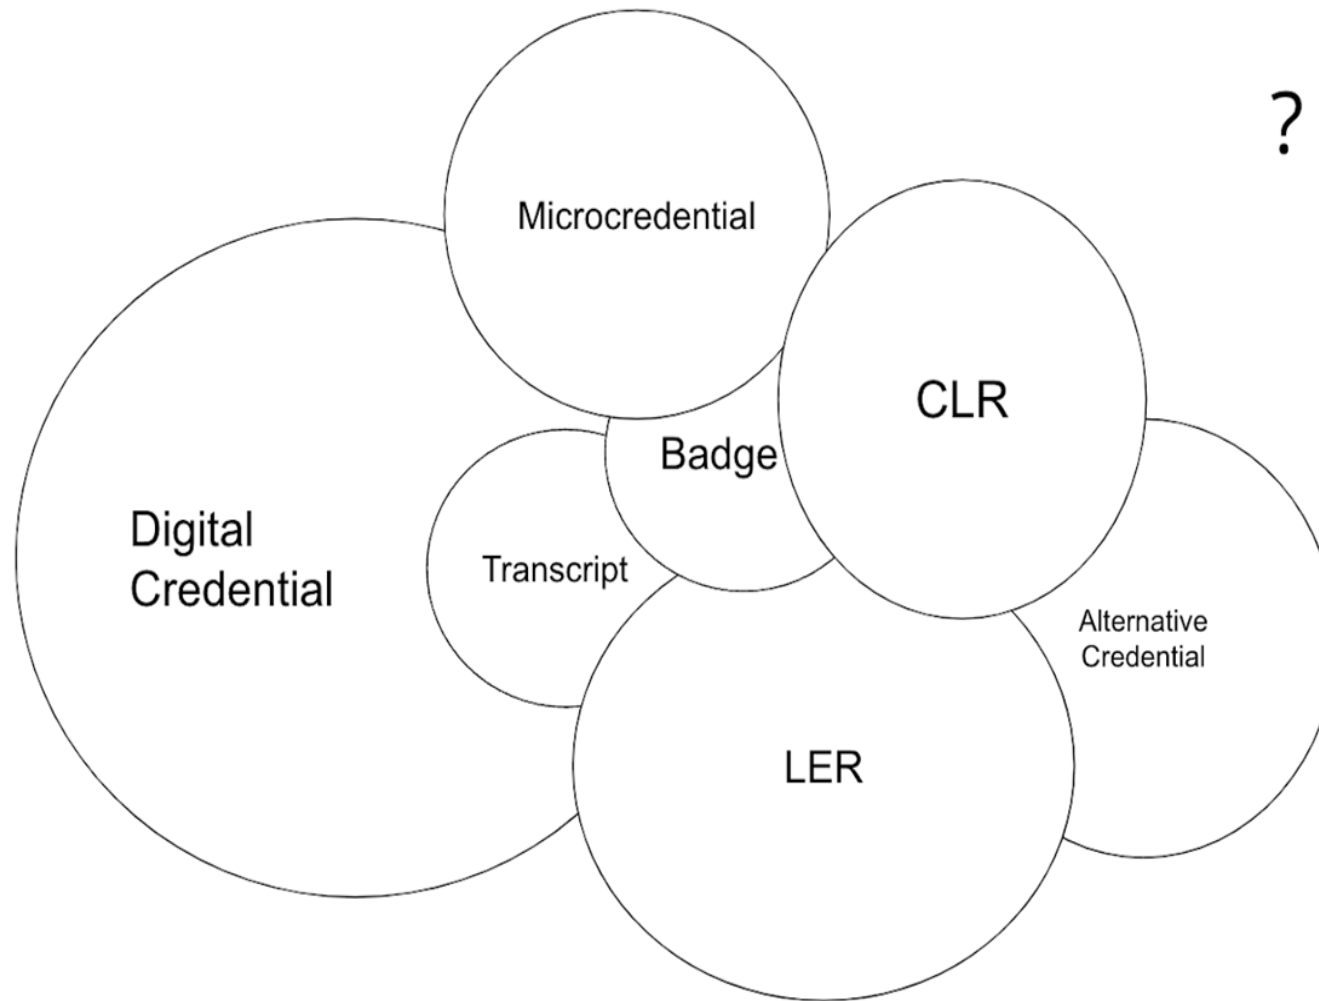 ?
Microcredential
CLR
Badge
Digital
Credential
Transcript
Alternative
Credential
LER